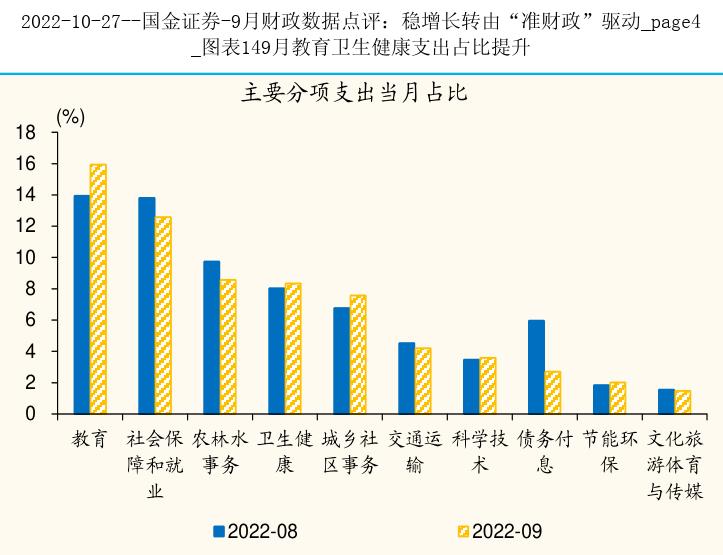 2022-10-27--国金证券-9月财政数据点评：稳增长转由“准财政”驱动_page4
_图表149月教育卫生健康支出占比提升
主要分项支出当月占比
(%)
18
16
14
12
10
8
6
4
2
0
教育
社会保
障和就
业
农林水
事务
卫生健
康
城乡社
区事务
交通运
输
科学技
术
债务付
息
节能环
保
文化旅
游体育
与传媒
2022-08
2022-09